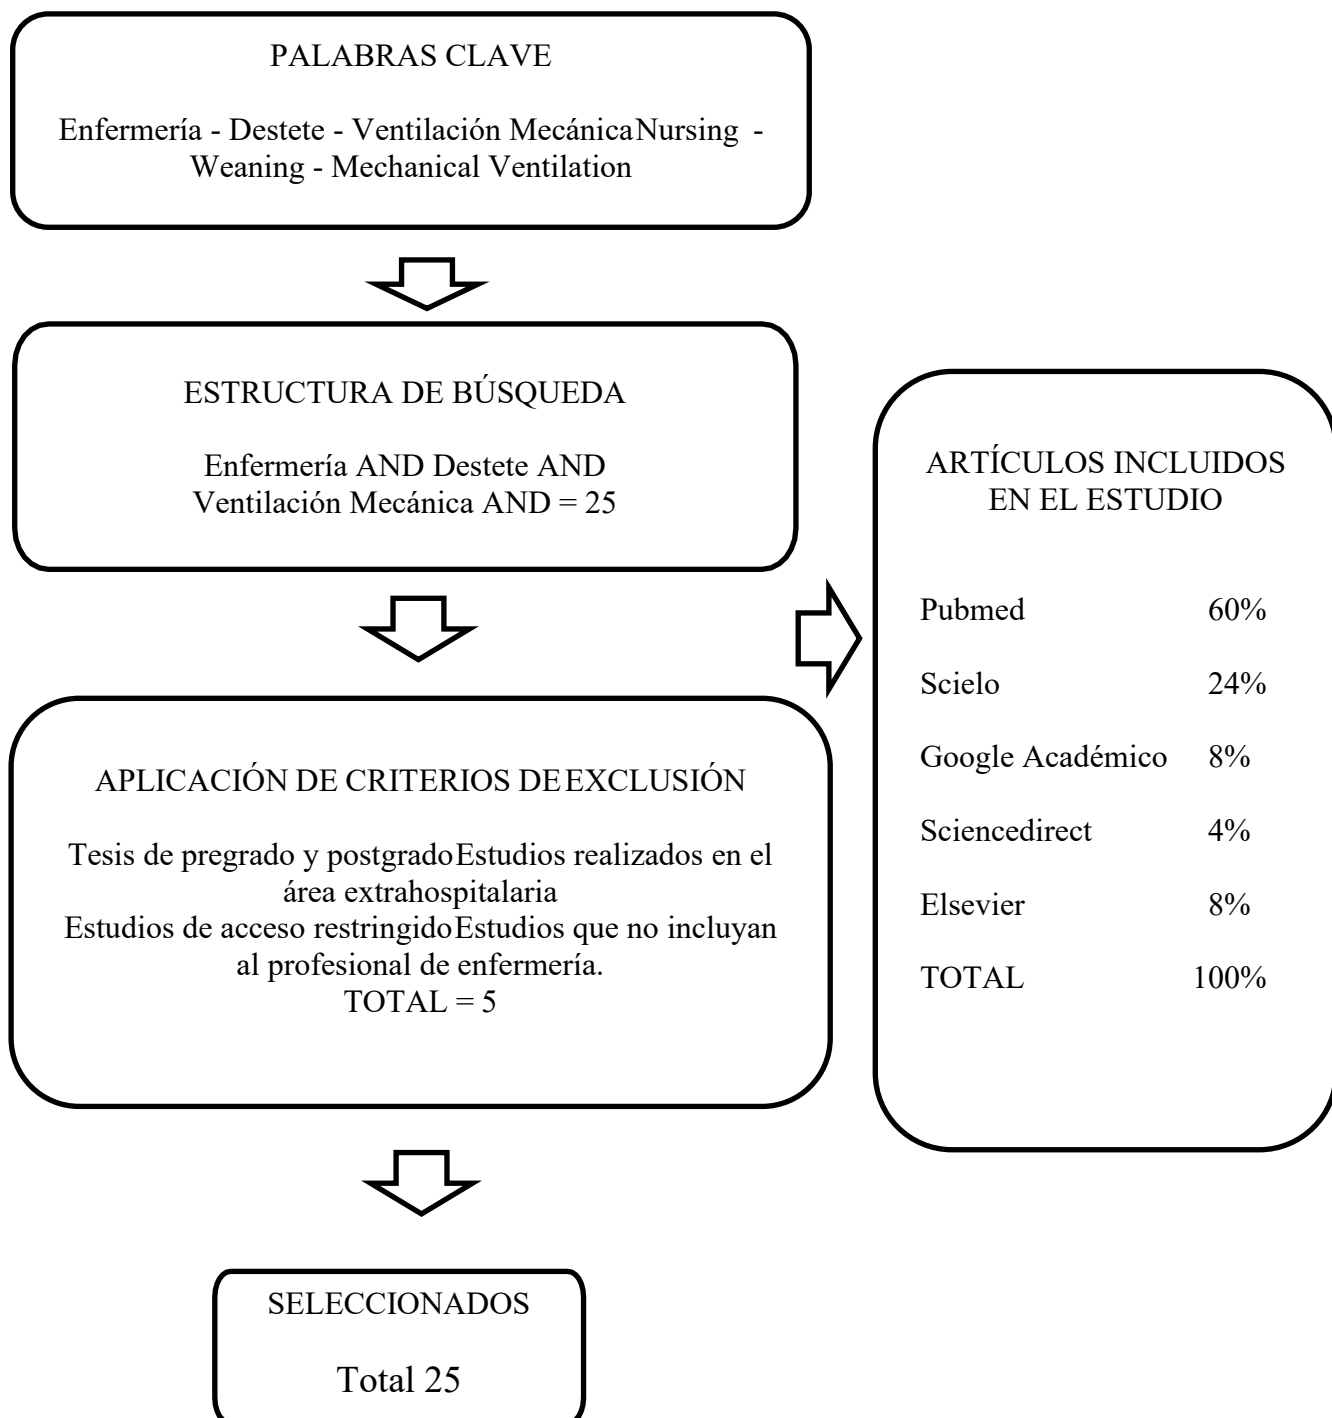 PALABRAS CLAVE
Enfermería - Destete - Ventilación MecánicaNursing -
Weaning - Mechanical Ventilation
ESTRUCTURA DE BÚSQUEDA
Enfermería AND Destete AND
Ventilación Mecánica AND = 25
APLICACIÓN DE CRITERIOS DE EXCLUSIÓN
Tesis de pregrado y postgradoEstudios realizados en el
área extrahospitalaria
Estudios de acceso restringidoEstudios que no incluyan
al profesional de enfermería.
TOTAL = 5
SELECCIONADOS
Total 25
ARTÍCULOS INCLUIDOS
EN EL ESTUDIO
Pubmed 60%
Scielo 24%
Google Académico 8%
Sciencedirect 4%
Elsevier 8%
TOTAL 100%